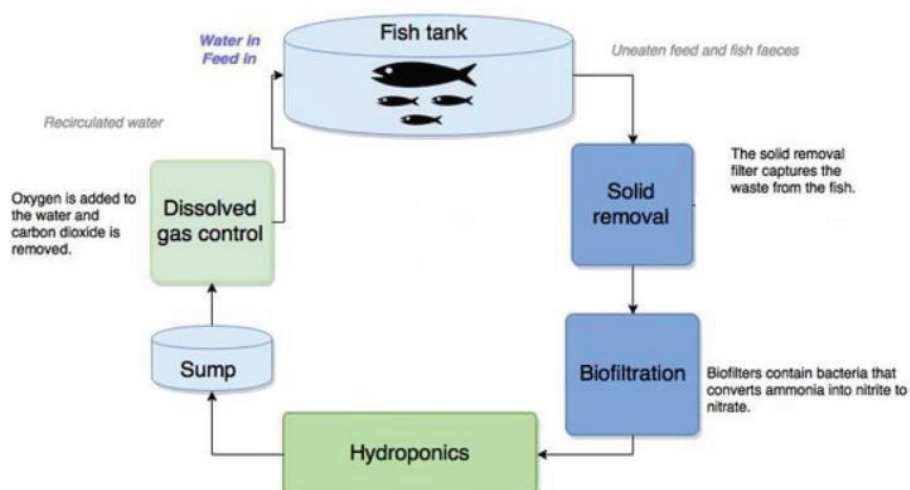 Water in
Feed in
Fish tank
Uneaten feed and fish faeces
Recirculated water
Oxygen is added to
the water and
carbon dioxide is
removed.
Dissolved
gas control
Solid
removal
The solid removal
filter captures the
waste from the fish.
Sump
Biofiltration
Biofilters contain bacteria that
converts ammonia into nitrite to
nitrate.
Hydroponics